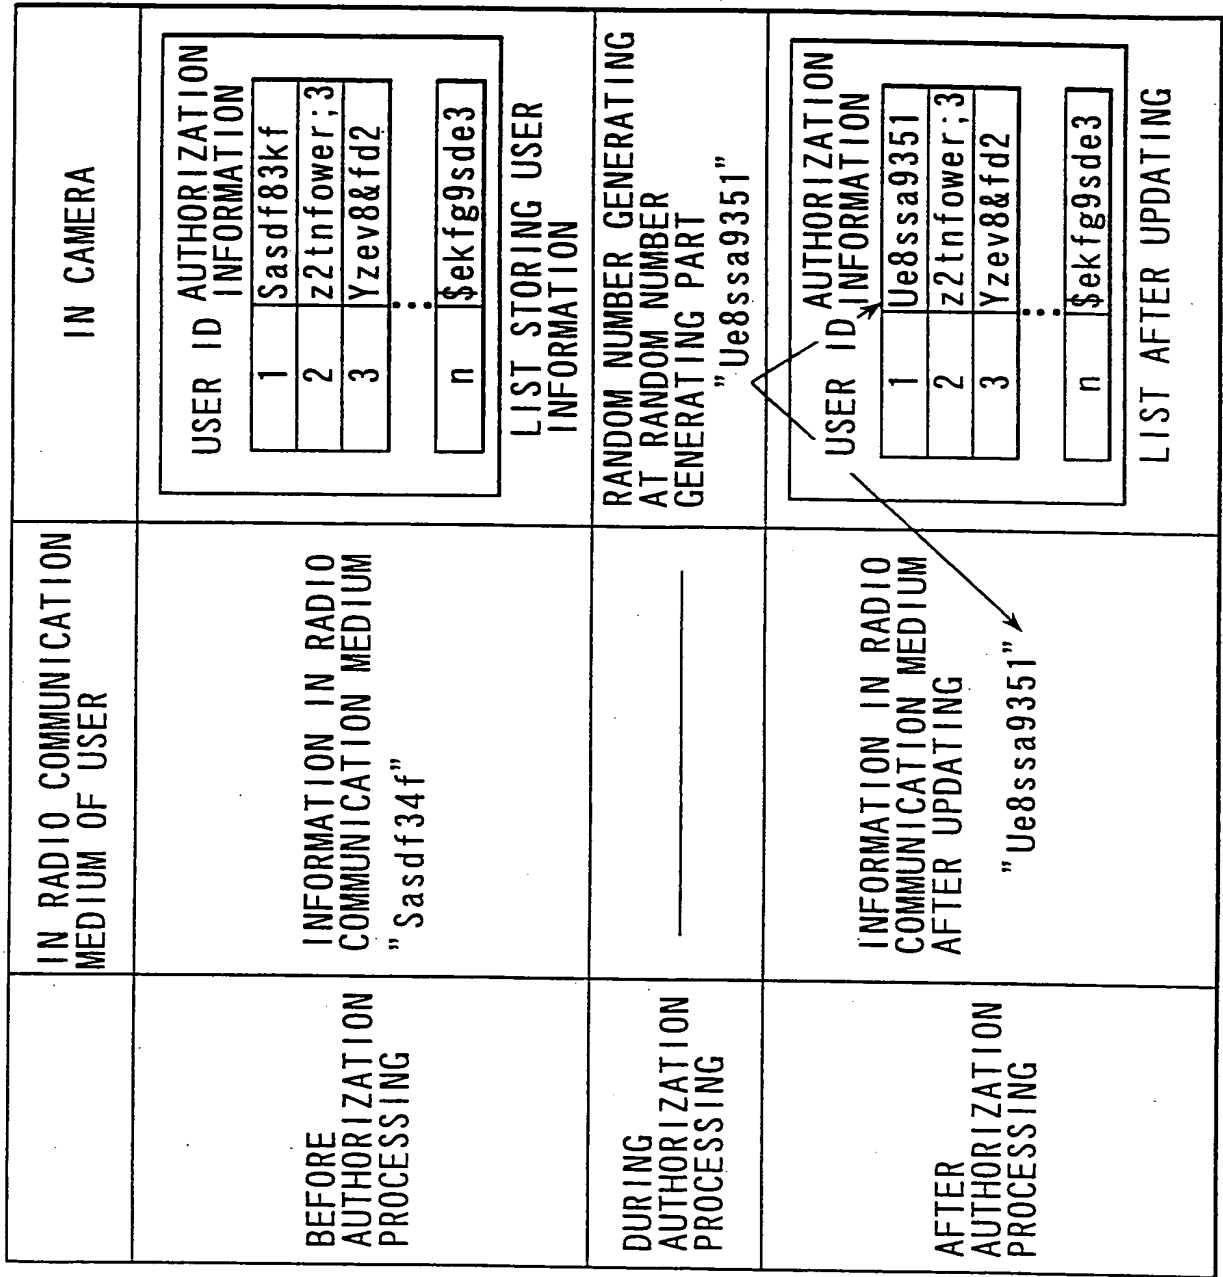 IN RADIO COMMUNICATION
MEDIUM OF USER
IN CAMERA
BEFORE
AUTHORIZATION
PROCESSING
INFORMATION IN RADIO
COMMUNICATION MEDIUM
"Sasdf34f"
USER ID
AUTHORIZATION
INFORMATION
1 Sasdf83kf
2 z2tnfower;3
3 Yzev8&fd2
...
n $ekfg9sde3
LIST STORING USER
INFORMATION
DURING
AUTHORIZATION
PROCESSING
RANDOM NUMBER GENERATING
AT RANDOM NUMBER
GENERATING PART
"Ue8ssa9351"
AFTER
AUTHORIZATION
PROCESSING
INFORMATION IN RADIO
COMMUNICATION MEDIUM
AFTER UPDATING
"Ue8ssa9351"
USER ID
AUTHORIZATION
INFORMATION
1 Ue8ssa9351
2 z2tnfower;3
3 Yzev8&fd2
...
n $ekfg9sde3
LIST AFTER UPDATING